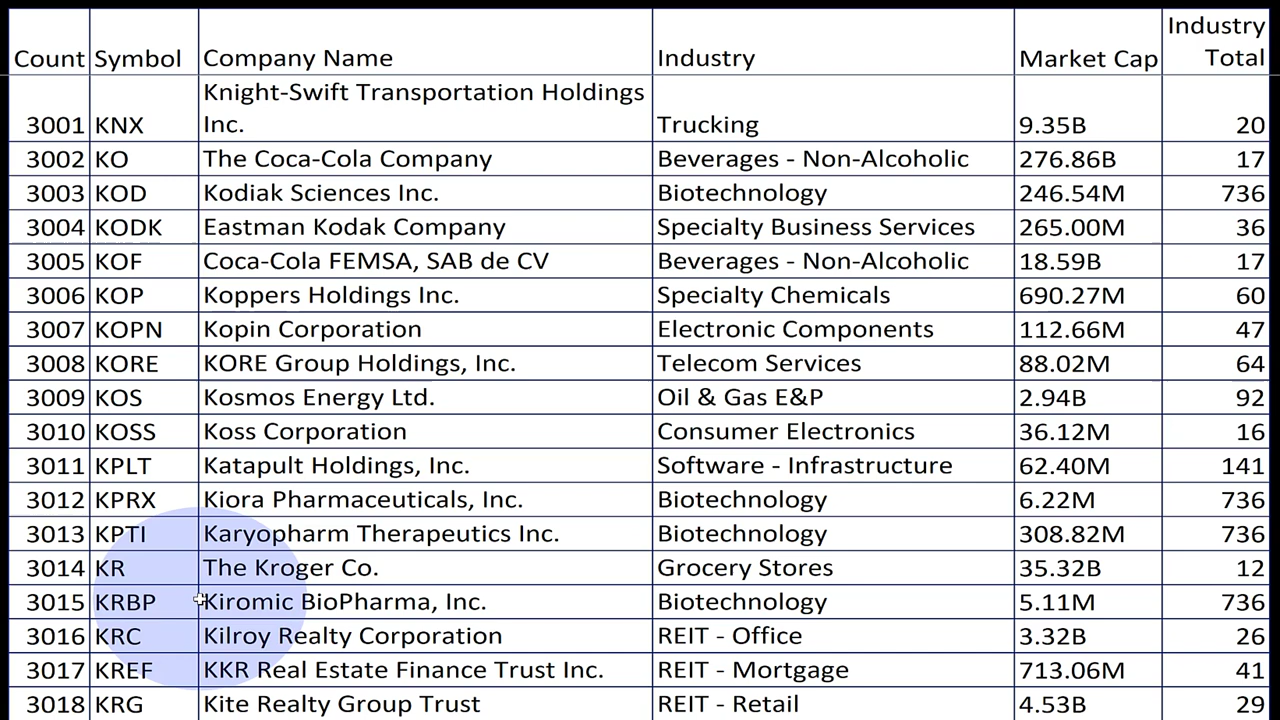 Count Symbol Company Name Industry Market Cap Industry Total
3001 KNX Knight-Swift Transportation Holdings Inc. Trucking 9.35B 20
3002 KO The Coca-Cola Company Beverages - Non-Alcoholic 276.86B 17
3003 KOD Kodiak Sciences Inc. Biotechnology 246.54M 736
3004 KODK Eastman Kodak Company Specialty Business Services 265.00M 36
3005 KOF Coca-Cola FEMSA, SAB de CV Beverages - Non-Alcoholic 18.59B 17
3006 KOP Koppers Holdings Inc. Specialty Chemicals 690.27M 60
3007 KOPN Kopin Corporation Electronic Components 112.66M 47
3008 KORE KORE Group Holdings, Inc. Telecom Services 88.02M 64
3009 KOS Kosmos Energy Ltd. Oil & Gas E&P 2.94B 92
3010 KOSS Koss Corporation Consumer Electronics 36.12M 16
3011 KPLT Katapult Holdings, Inc. Software - Infrastructure 62.40M 141
3012 KPRX Kiora Pharmaceuticals, Inc. Biotechnology 6.22M 736
3013 KPTI Karyopharm Therapeutics Inc. Biotechnology 308.82M 736
3014 KR The Kroger Co. Grocery Stores 35.32B 12
3015 KRBP Kiromic BioPharma, Inc. Biotechnology 5.11M 736
3016 KRC Kilroy Realty Corporation REIT - Office 3.32B 26
3017 KREF KKR Real Estate Finance Trust Inc. REIT - Mortgage 713.06M 41
3018 KRG Kite Realty Group Trust REIT - Retail 4.53B 29